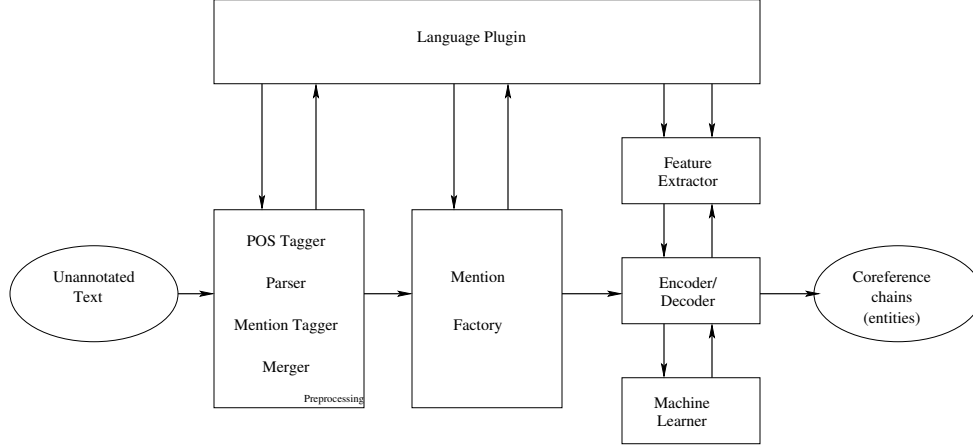 Language Plugin
Feature
Extractor
POS Tagger
Parser
Mention Tagger
Merger
Preprocessing
Unannotated
Text
Mention
Factory
Encoder/
Decoder
Coreference
chains
(entities)
Machine
Learner